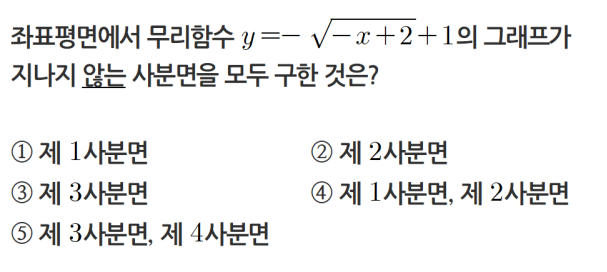 좌표평면에서 무리함수 y=-√(-x+2)+1의 그래프가
지나지 않는 사분면을 모두 구한 것은?
① 제 1사분면 ② 제 2사분면
③ 제 3사분면 ④ 제 1사분면, 제 2사분면
⑤ 제 3사분면, 제 4사분면